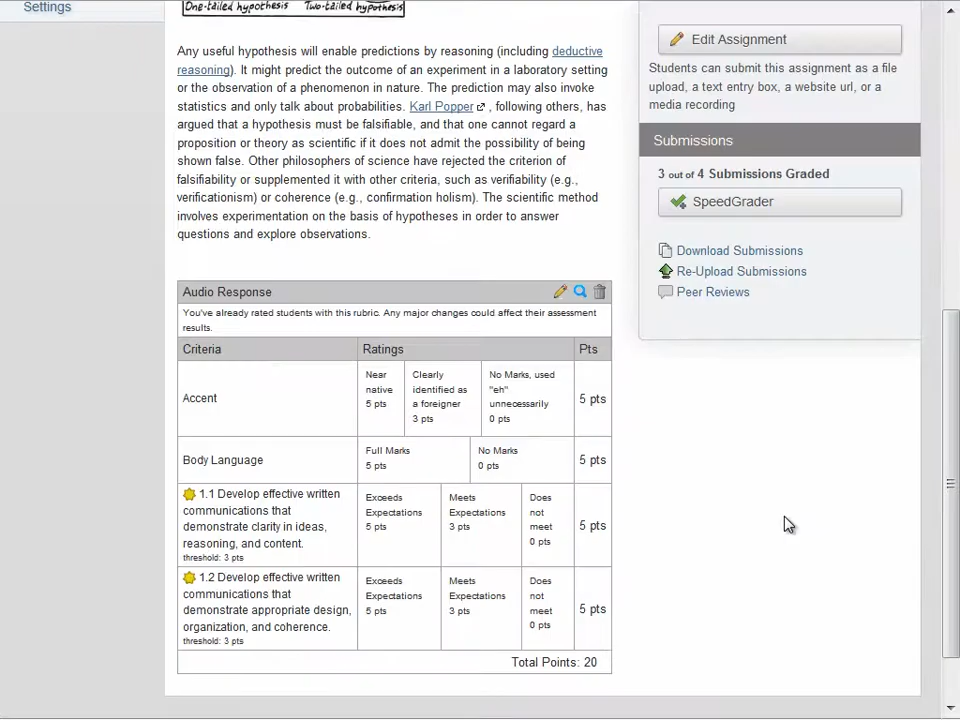 Settings
One-tailed hypothesis Two-tailed hypothesis
Any useful hypothesis will enable predictions by reasoning (including deductive
reasoning). It might predict the outcome of an experiment in a laboratory setting
or the observation of a phenomenon in nature. The prediction may also invoke
statistics and only talk about probabilities. Karl Popper , following others, has
argued that a hypothesis must be falsifiable, and that one cannot regard a
proposition or theory as scientific if it does not admit the possibility of being
shown false. Other philosophers of science have rejected the criterion of
falsifiability or supplemented it with other criteria, such as verifiability (e.g.,
verificationism) or coherence (e.g., confirmation holism). The scientific method
involves experimentation on the basis of hypotheses in order to answer
questions and explore observations.
Audio Response
You've already rated students with this rubric. Any major changes could affect their assessment
results.
Criteria Ratings Pts
Accent
Near
native
5 pts
Clearly
identified as
a foreigner
3 pts
No Marks, used
"eh"
unnecessarily
0 pts
5 pts
Body Language
Full Marks
5 pts
No Marks
0 pts
5 pts
1.1 Develop effective written
communications that
demonstrate clarity in ideas,
reasoning, and content.
threshold: 3 pts
Exceeds
Expectations
5 pts
Meets
Expectations
3 pts
Does
not
meet
0 pts
5 pts
1.2 Develop effective written
communications that
demonstrate appropriate design,
organization, and coherence.
threshold: 3 pts
Exceeds
Expectations
5 pts
Meets
Expectations
3 pts
Does
not
meet
0 pts
5 pts
Total Points: 20
Edit Assignment
Students can submit this assignment as a file
upload, a text entry box, a website url, or a
media recording
Submissions
3 out of 4 Submissions Graded
SpeedGrader
Download Submissions
Re-Upload Submissions
Peer Reviews